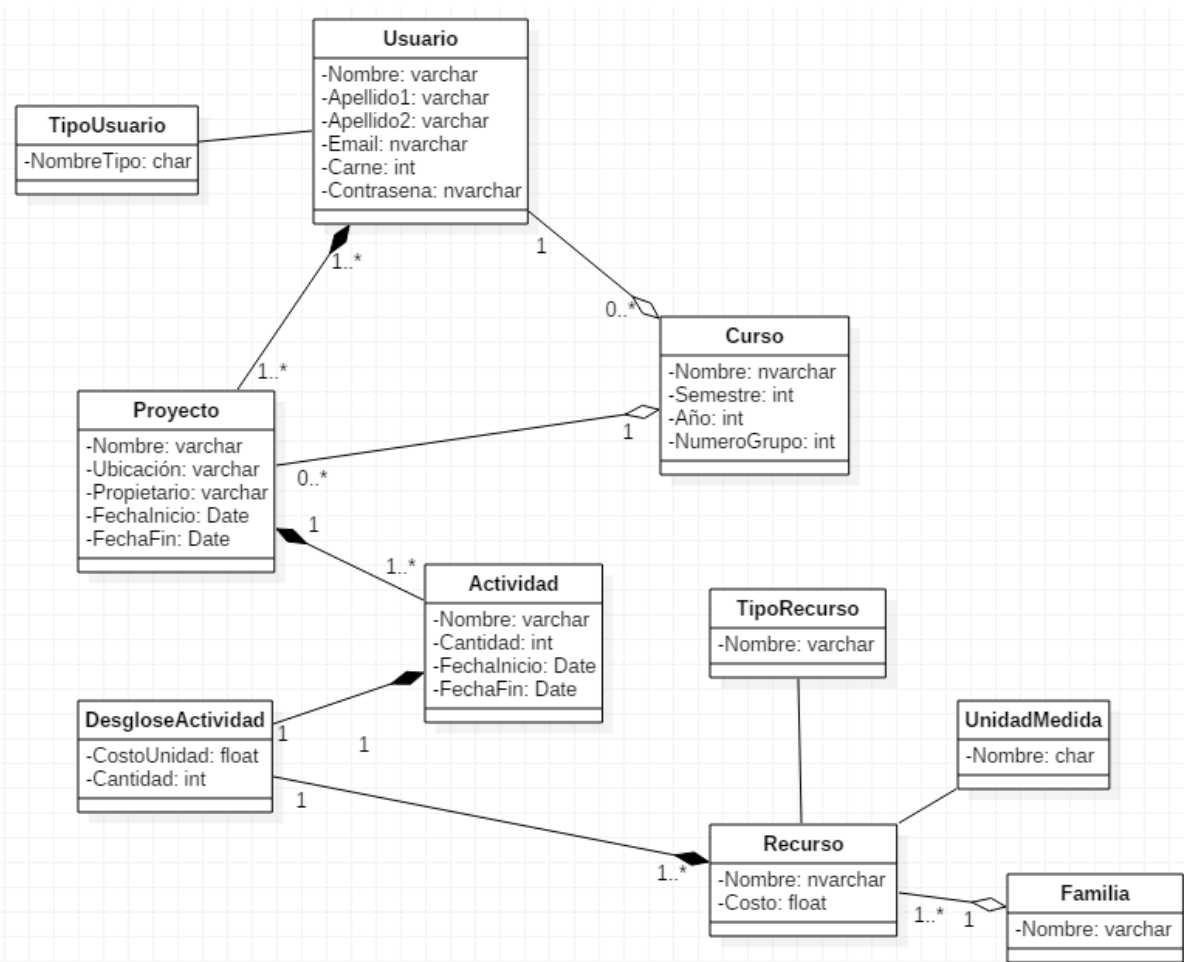 Usuario
-Nombre: varchar
-Apellido1: varchar
-Apellido2: varchar
-Email: nvarchar
-Carne: int
-Contrasena: nvarchar
TipoUsuario
-NombreTipo: char
1..*
1
0..*
Curso
-Nombre: nvarchar
-Semestre: int
-Año: int
-NumeroGrupo: int
1..*
1
0..*
Proyecto
-Nombre: varchar
-Ubicación: varchar
-Propietario: varchar
-FechaInicio: Date
-FechaFin: Date
1
1..*
Actividad
-Nombre: varchar
-Cantidad: int
-FechaInicio: Date
-FechaFin: Date
TipoRecurso
-Nombre: varchar
DesgloseActividad
-CostoUnidad: float
-Cantidad: int
1
1
1
UnidadMedida
-Nombre: char
1..*
Recurso
-Nombre: nvarchar
-Costo: float
1..*
1
Familia
-Nombre: varchar